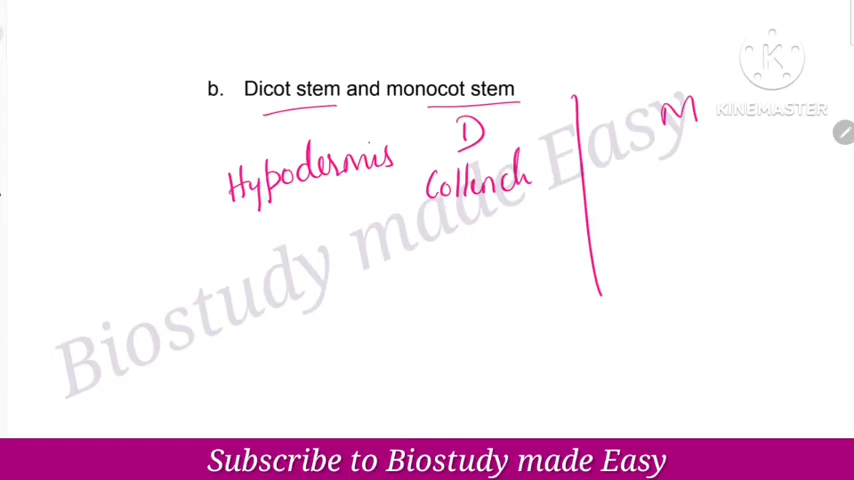 b. Dicot stem and monocot stem
D
M
Hypodermis Collench
KINEMASTER
Biostudy made Easy
Subscribe to Biostudy made Easy